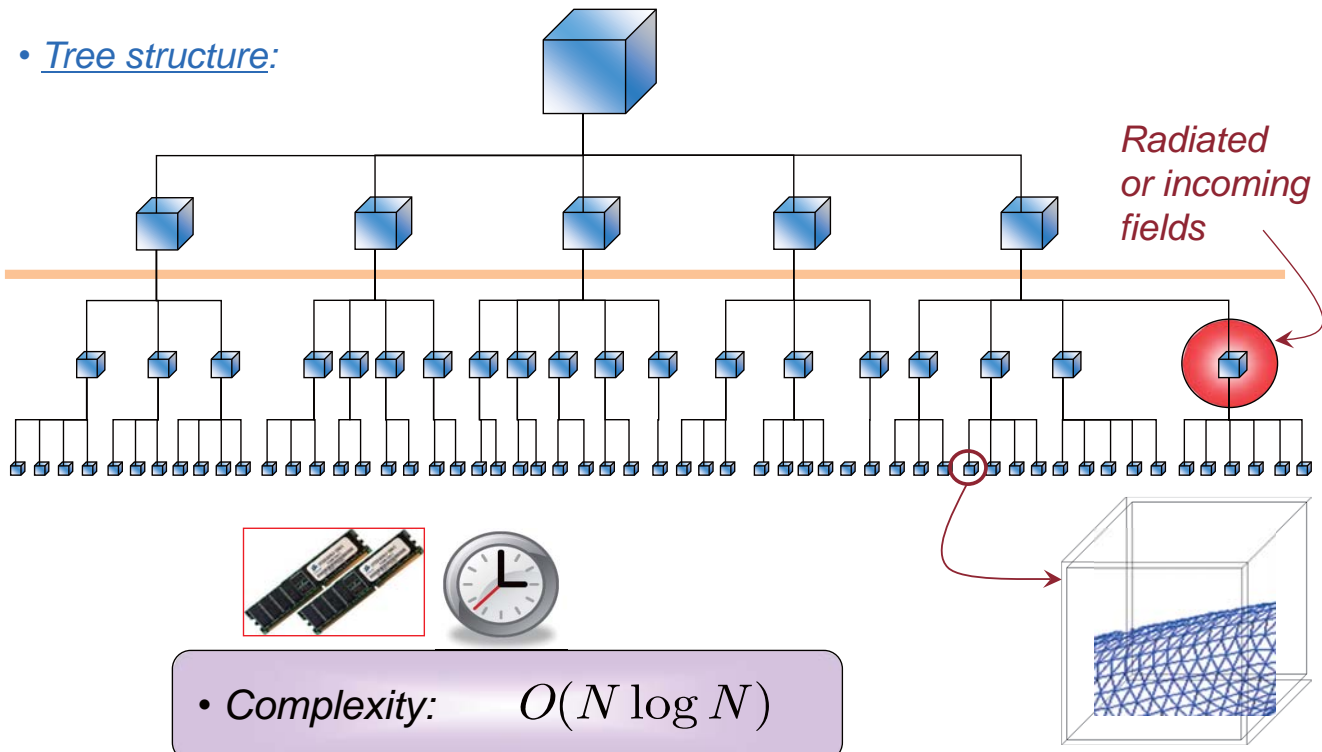 • Tree structure:
Radiated
or incoming
fields
• Complexity: O(N log N)